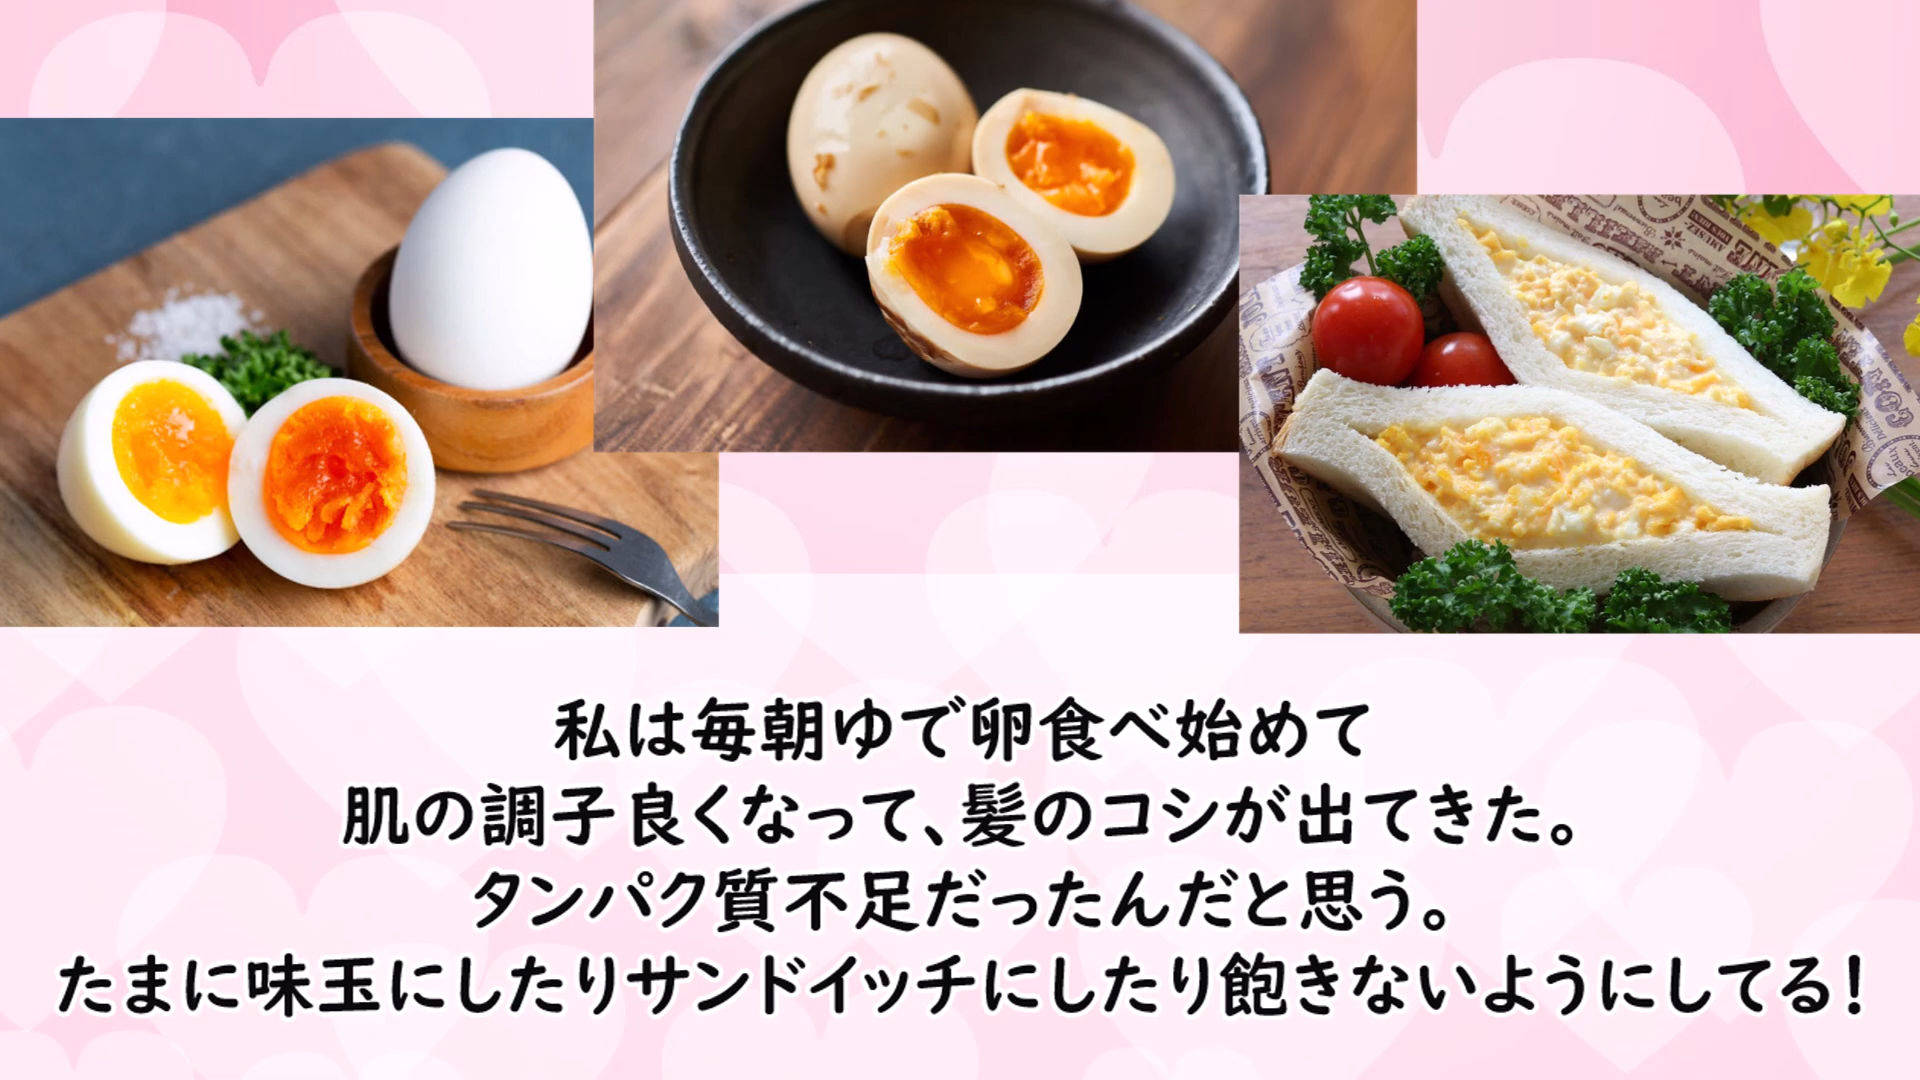 私は毎朝ゆで卵食べ始めて
肌の調子良くなって、髪のコシが出てきた。
タンパク質不足だったんだと思う。
たまに味玉にしたりサンドイッチにしたり飽きないようにしてる！